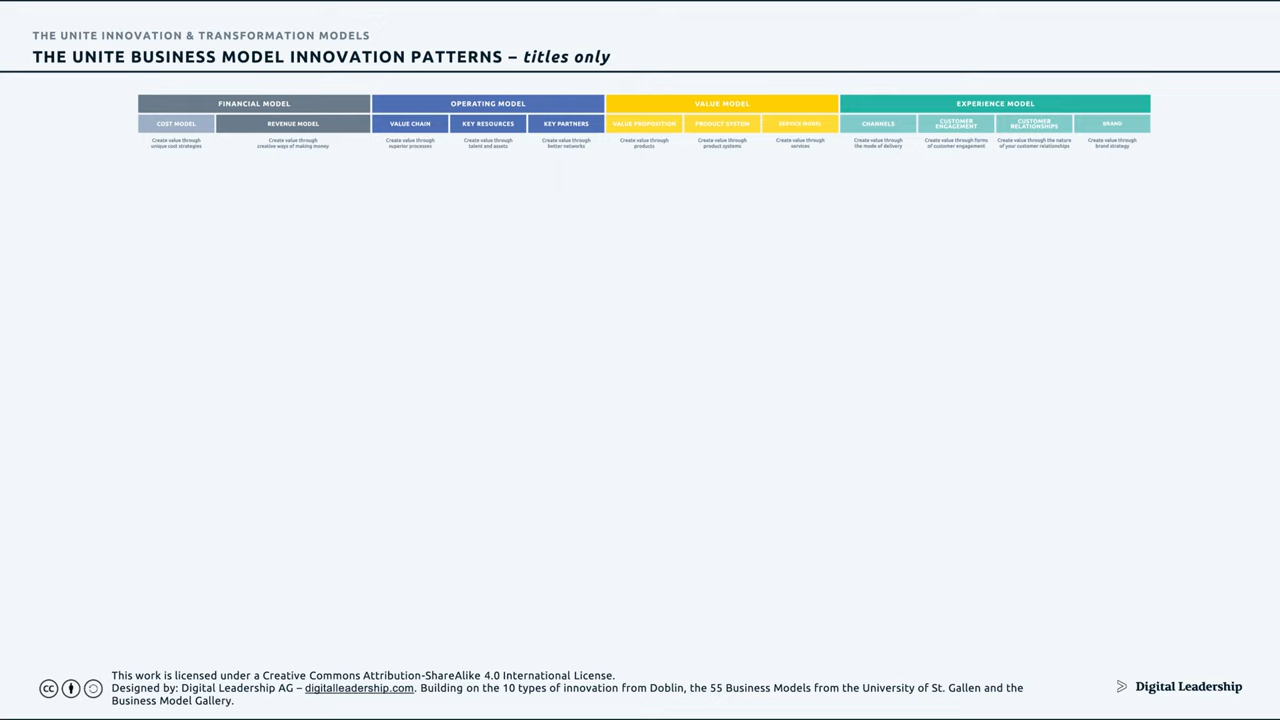 THE UNITE INNOVATION & TRANSFORMATION MODELS
THE UNITE BUSINESS MODEL INNOVATION PATTERNS – titles only
FINANCIAL MODEL OPERATING MODEL VALUE MODEL EXPERIENCE MODEL
COST MODEL REVENUE MODEL VALUE CHAIN KEY RESOURCES KEY PARTNERS VALUE PROPOSITION PRODUCT SYSTEM SERVICE MODEL CHANNELS CUSTOMER ENGAGEMENT CUSTOMER RELATIONSHIPS BRAND
Create value through
unique cost strategies
Create value through
creative ways of making money
Create value through
superior processes
Create value through
talent and assets
Create value through
better networks
Create value through
products
Create value through
product systems
Create value through
services
Create value through
the mode of delivery
Create value through forms
of customer engagement
Create value through the nature
of your customer relationships
Create value through
brand strategy
This work is licensed under a Creative Commons Attribution-ShareAlike 4.0 International License.
Designed by: Digital Leadership AG – digitalleadership.com. Building on the 10 types of innovation from Doblin, the 55 Business Models from the University of St. Gallen and the
Business Model Gallery.
cc
Digital Leadership